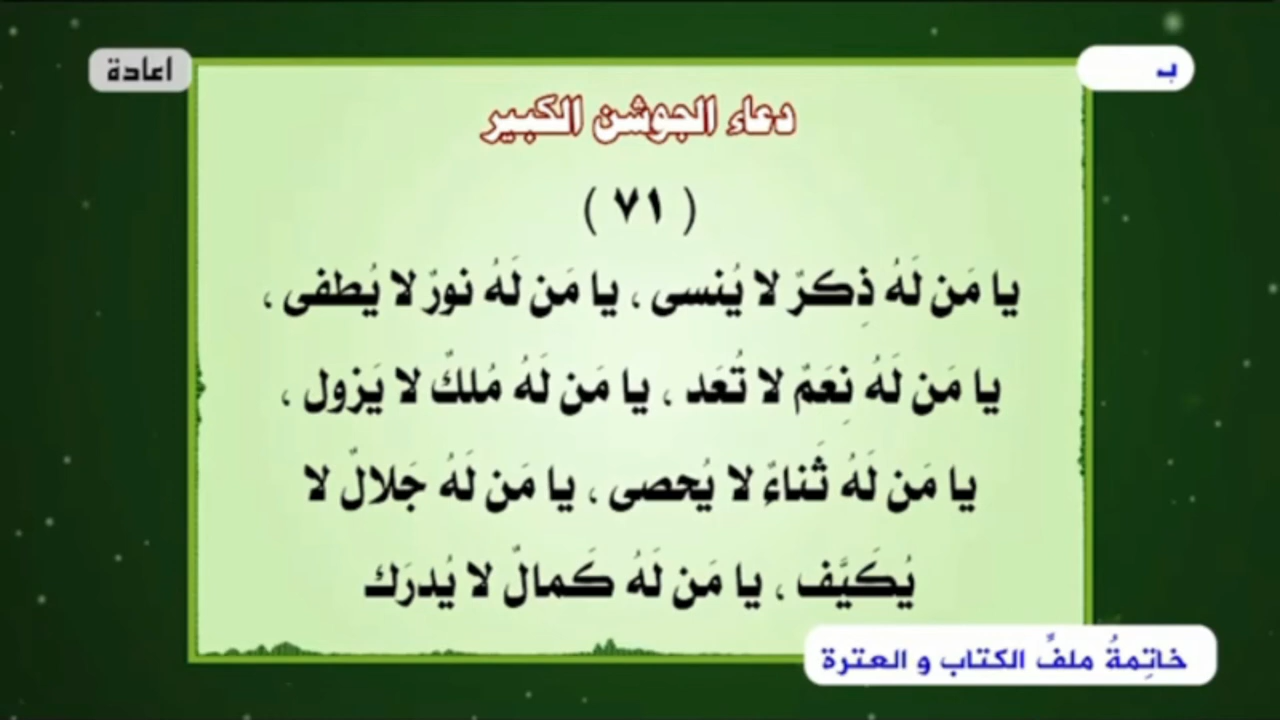 بـ
اعادة
دعاء الجوشن الكبير
( ٧١ )
يا مَن لَهُ ذِكرٌ لا يُنسى ، يا مَن لَهُ نورٌ لا يُطفى ،
يا مَن لَهُ نِعَمٌ لا تُعَد ، يا مَن لَهُ مُلكٌ لا يَزول ،
يا مَن لَهُ ثَناءٌ لا يُحصى ، يا مَن لَهُ جَلالٌ لا
يُكَيَّف ، يا مَن لَهُ كَمالٌ لا يُدرَك
خاتِمةُ ملفِّ الكتاب و العترة